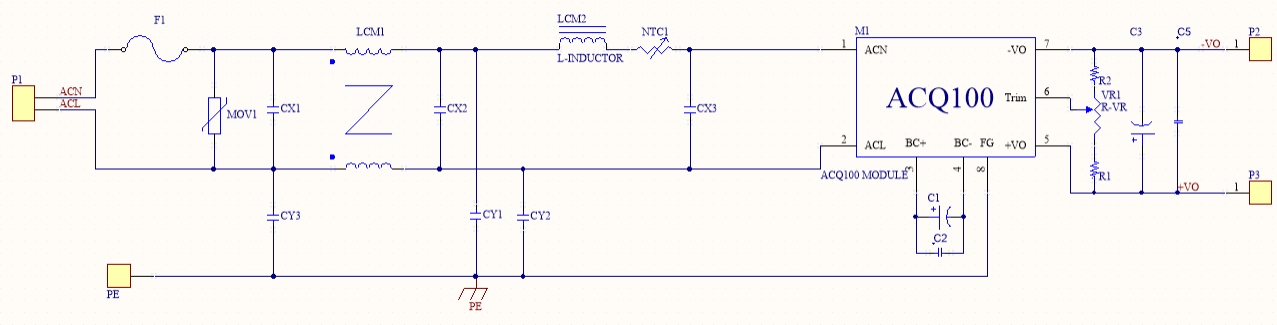 F1
LCM1
LCM2
L-INDUCTOR
NTC1
M1
P1
ACN
ACL
MOV1
CX1
CX2
CX3
1
ACN
2
ACL
ACQ100
ACQ100 MODULE
BC+
BC-
FG
3
4
8
-VO
7
Trim
6
+VO
5
R2
VR1
R-VR
R1
C3
C5
-VO
1
P2
+VO
1
P3
C1
+
C2
+
CY3
CY1
CY2
PE
PE